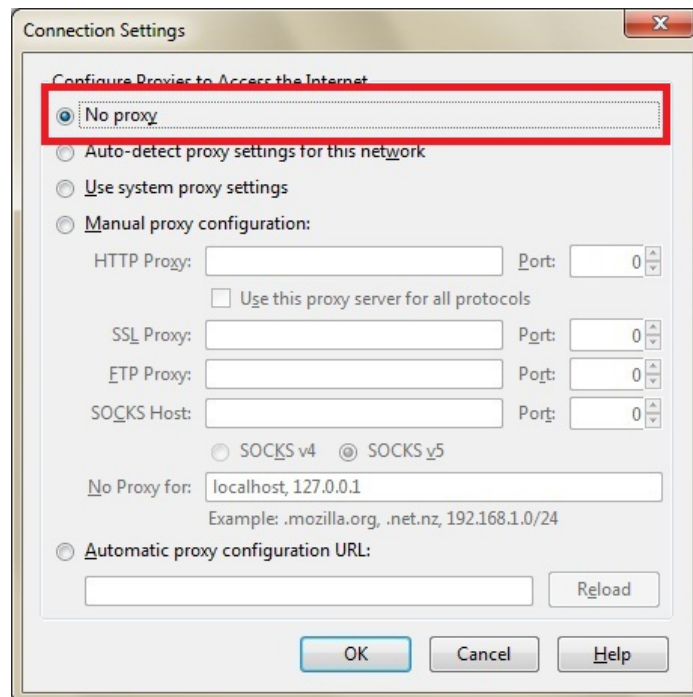 Connection Settings
Configure Proxies to Access the Internet
No proxy
Auto-detect proxy settings for this network
Use system proxy settings
Manual proxy configuration:
HTTP Proxy: Port: 0
Use this proxy server for all protocols
SSL Proxy: Port: 0
FTP Proxy: Port: 0
SOCKS Host: Port: 0
SOCKS v4 SOCKS v5
No Proxy for: localhost, 127.0.0.1
Example: .mozilla.org, .net.nz, 192.168.1.0/24
Automatic proxy configuration URL:
Reload
OK Cancel Help